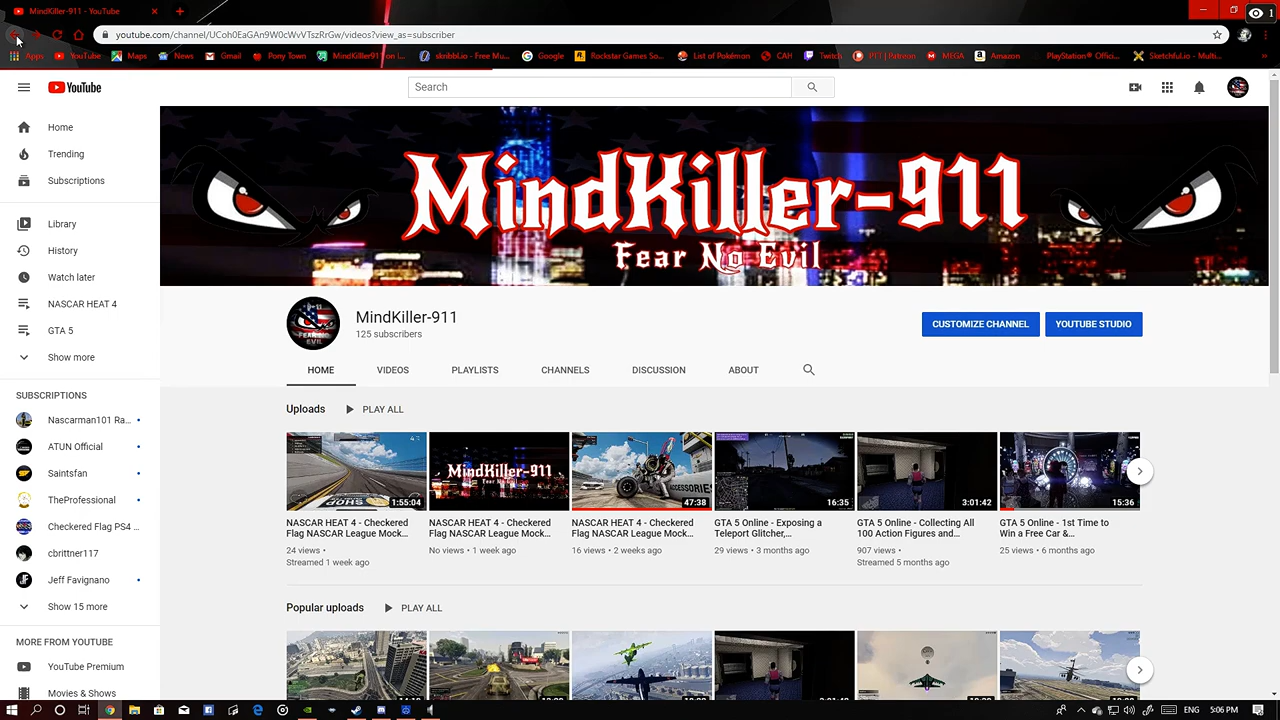 MindKiller-911 - YouTube
1
youtube.com/channel/UCoh0EaGAn9W0cWvVTszRrGw/videos?view_as=subscriber
Apps YouTube Maps News Gmail Pony Town MindKiller911 on l... skribbl.io - Free Mu... Google Rockstar Games So... List of Pokémon CAH Twitch PTT | Patreon MEGA Amazon PlayStation® Offici... Sketchful.io - Multi...
YouTube
Search
Home
Trending
Subscriptions
Library
History
Watch later
NASCAR HEAT 4
GTA 5
Show more
SUBSCRIPTIONS
Nascarman101 Ra...
ATUN Official
Saintsfan
TheProfessional
Checkered Flag PS4 ...
cbrittner117
Jeff Favignano
Show 15 more
MORE FROM YOUTUBE
YouTube Premium
Movies & Shows
MindKiller-911
Fear No Evil
FEAR NO
EVIL
MindKiller-911
125 subscribers
CUSTOMIZE CHANNEL
YOUTUBE STUDIO
HOME VIDEOS PLAYLISTS CHANNELS DISCUSSION ABOUT
Uploads PLAY ALL
1:55:04
MindKiller-911
Fear No Evil
ACCESSORIES
47:38
16:35
3:01:42
15:36
NASCAR HEAT 4 - Checkered
Flag NASCAR League Mock...
24 views •
Streamed 1 week ago
NASCAR HEAT 4 - Checkered
Flag NASCAR League Mock...
No views • 1 week ago
NASCAR HEAT 4 - Checkered
Flag NASCAR League Mock...
16 views • 2 weeks ago
GTA 5 Online - Exposing a
Teleport Glitcher,...
29 views • 3 months ago
GTA 5 Online - Collecting All
100 Action Figures and...
907 views •
Streamed 5 months ago
GTA 5 Online - 1st Time to
Win a Free Car &...
25 views • 6 months ago
Popular uploads PLAY ALL
ENG 5:06 PM